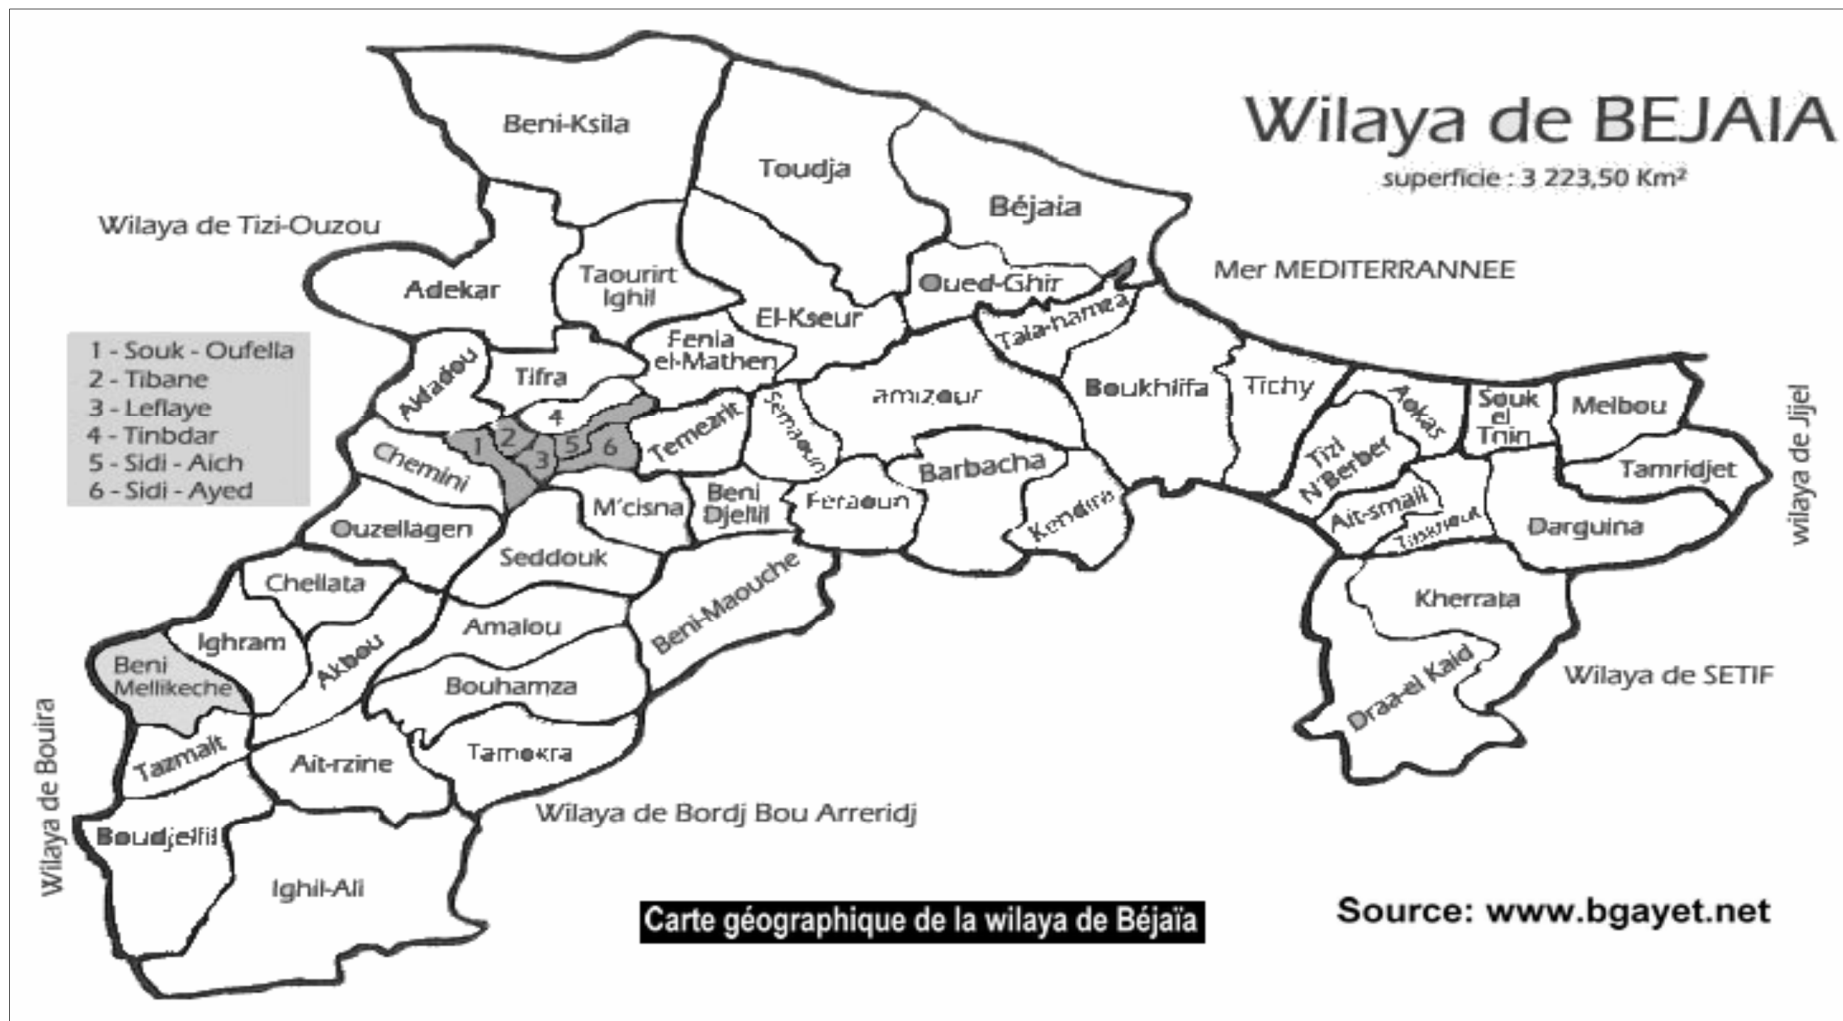 Wilaya de BEJAIA
superficie : 3 223,50 Km²
Beni-Ksila
Toudja
Béjaia
Wilaya de Tizi-Ouzou
Mer MEDITERRANNEE
Adekar
Taourirt
Ighil
Oued-Ghir
El-Kseur
Tala-hamza
Fenia
el-Mathen
1 - Souk - Oufella
2 - Tibane
3 - Leflaye
4 - Tinbdar
5 - Sidi - Aich
6 - Sidi - Ayed
Akfadou
Tifra
amizour
Boukhlifa
Tichy
Aokas
Souk
el
Tnin
Melbou
wilaya de Jijel
1
2
3
4
5
6
Temezrit
Semaoun
Barbacha
Tizi
N'Berber
Tamridjet
Chemini
M'cisna
Beni
Djellil
Feraoun
Kendira
Ait-smail
Darguina
Ouzellagen
Seddouk
Chellata
Beni-Maouche
Kherrata
Amalou
Ighram
Akbou
Beni
Mellikeche
Bouhamza
Draa-el Kaid
Wilaya de SETIF
Tazmalt
Ait-rzine
Tamokra
Wilaya de Bouira
Wilaya de Bordj Bou Arreridj
Boudjellil
Ighil-Ali
Carte géographique de la wilaya de Béjaïa
Source: www.bgayet.net